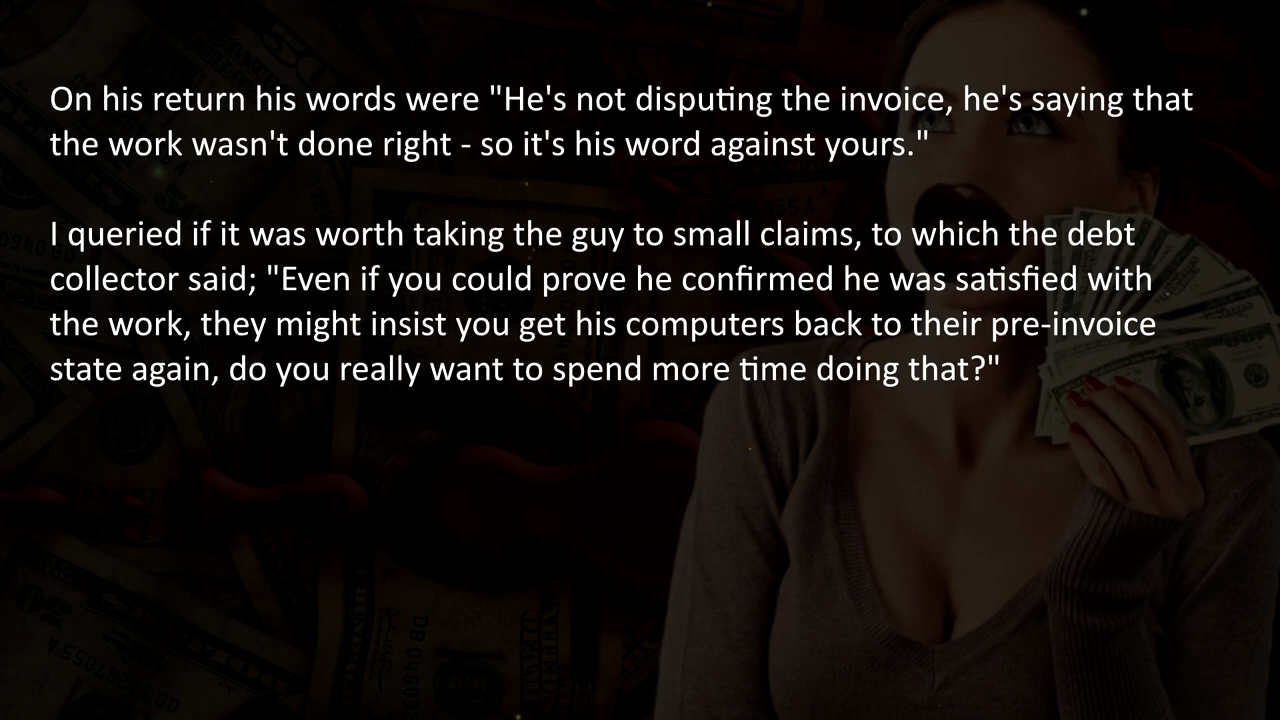 On his return his words were "He's not disputing the invoice, he's saying that
the work wasn't done right - so it's his word against yours."
I queried if it was worth taking the guy to small claims, to which the debt
collector said; "Even if you could prove he confirmed he was satisfied with
the work, they might insist you get his computers back to their pre-invoice
state again, do you really want to spend more time doing that?"